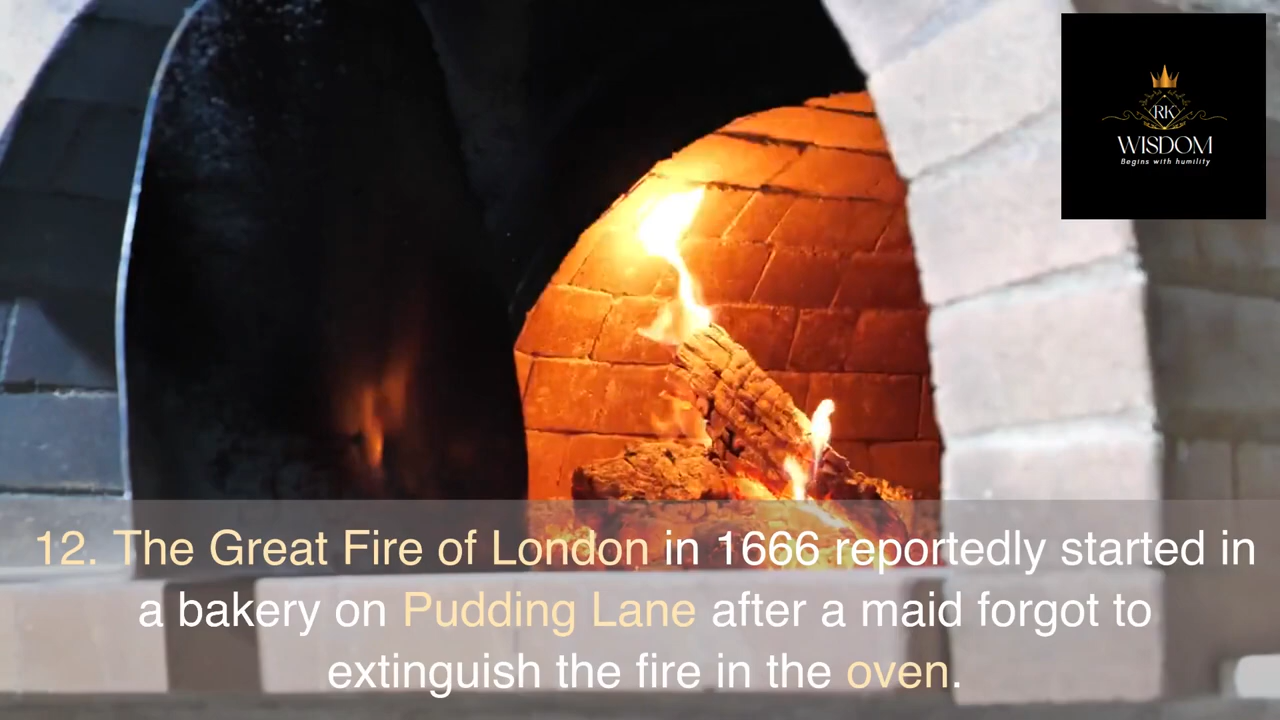 RK
WISDOM
Begins with humility
12. The Great Fire of London in 1666 reportedly started in
a bakery on Pudding Lane after a maid forgot to
extinguish the fire in the oven.